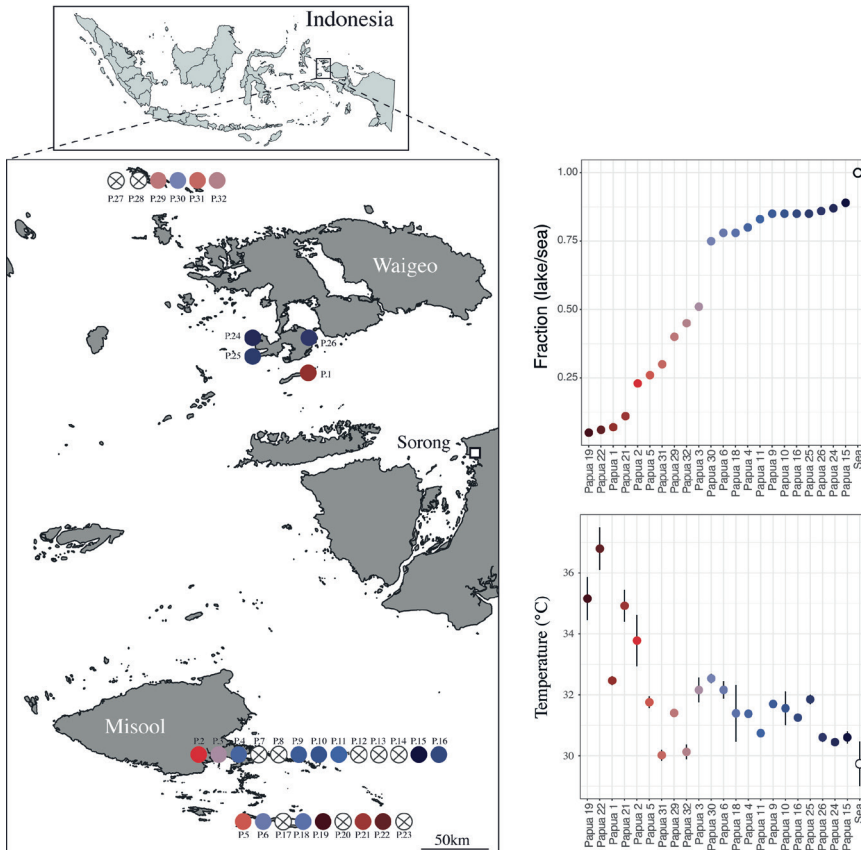 Indonesia
P.27 P.28 P.29 P.30 P.31 P.32
Waigeo
P.24 P.26
P.25
P.1
Sorong
Misool
P.2 P.3 P.4 P.7 P.8 P.9 P.10 P.11 P.12 P.13 P.14 P.15 P.16
P.5 P.6 P.17 P.18 P.19 P.20 P.21 P.22 P.23
50km
Fraction (lake/sea)
1.00
0.75
0.50
0.25
Papua 19
Papua 22
Papua 1
Papua 21
Papua 2
Papua 5
Papua 31
Papua 29
Papua 32
Papua 3
Papua 30
Papua 6
Papua 18
Papua 4
Papua 11
Papua 9
Papua 10
Papua 16
Papua 25
Papua 26
Papua 24
Papua 15
Sea
Temperature (°C)
36
34
32
30
Papua 19
Papua 22
Papua 1
Papua 21
Papua 2
Papua 5
Papua 31
Papua 29
Papua 32
Papua 3
Papua 30
Papua 6
Papua 18
Papua 4
Papua 11
Papua 9
Papua 10
Papua 16
Papua 25
Papua 26
Papua 24
Papua 15
Sea